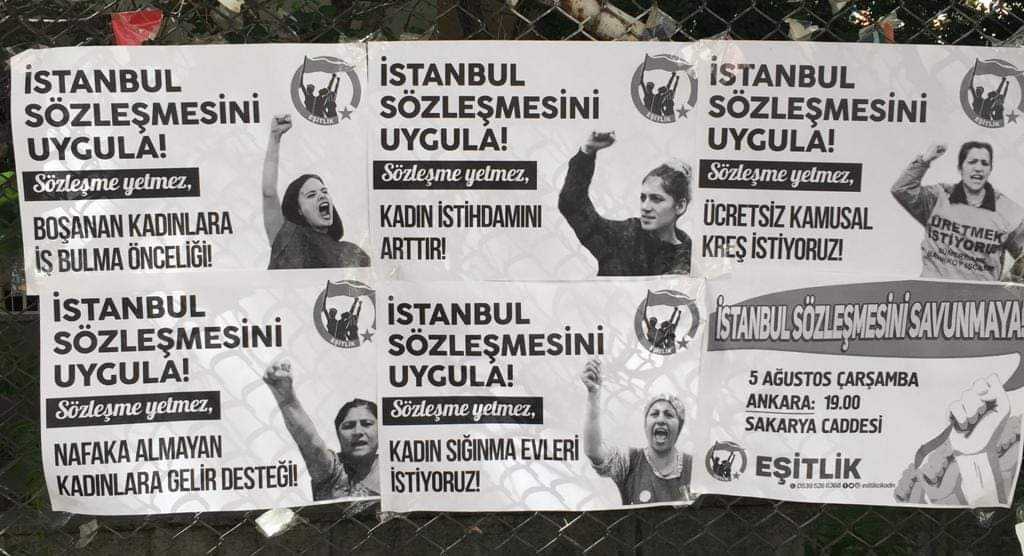 İSTANBUL
SÖZLEŞMESİNİ
UYGULA!
Sözleşme yetmez,
BOŞANAN KADINLARA
İŞ BULMA ÖNCELİĞİ!
EŞİTLİK
İSTANBUL
SÖZLEŞMESİNİ
UYGULA!
Sözleşme yetmez,
KADIN İSTİHDAMINI
ARTTIR!
EŞİTLİK
İSTANBUL
SÖZLEŞMESİNİ
UYGULA!
Sözleşme yetmez,
ÜCRETSİZ KAMUSAL
KREŞ İSTİYORUZ!
EŞİTLİK
ÜRETMEK
İSTİYORUZ
İSTANBUL
SÖZLEŞMESİNİ
UYGULA!
Sözleşme yetmez,
NAFAKA ALMAYAN
KADINLARA GELİR DESTEĞİ!
EŞİTLİK
İSTANBUL
SÖZLEŞMESİNİ
UYGULA!
Sözleşme yetmez,
KADIN SIĞINMA EVLERİ
İSTİYORUZ!
EŞİTLİK
İSTANBUL SÖZLEŞMESİNİ SAVUNMAYA
5 AĞUSTOS ÇARŞAMBA
ANKARA: 19.00
SAKARYA CADDESİ
EŞİTLİK